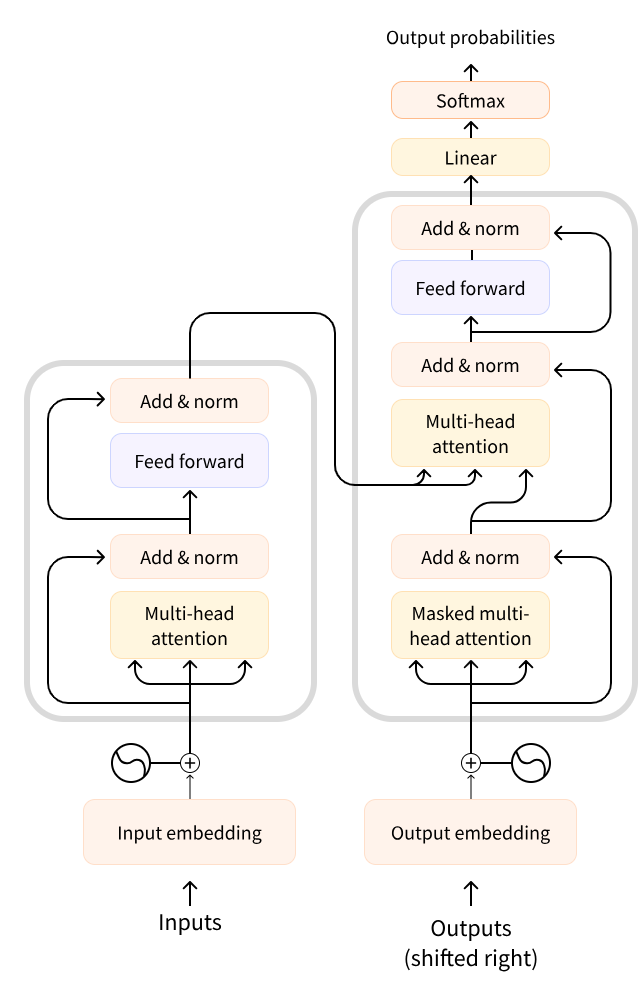 Output probabilities
Softmax
Linear
Add & norm
Feed forward
Add & norm
Multi-head
attention
Add & norm
Masked multi-
head attention
Add & norm
Feed forward
Add & norm
Multi-head
attention
Input embedding
Output embedding
Inputs
Outputs
(shifted right)